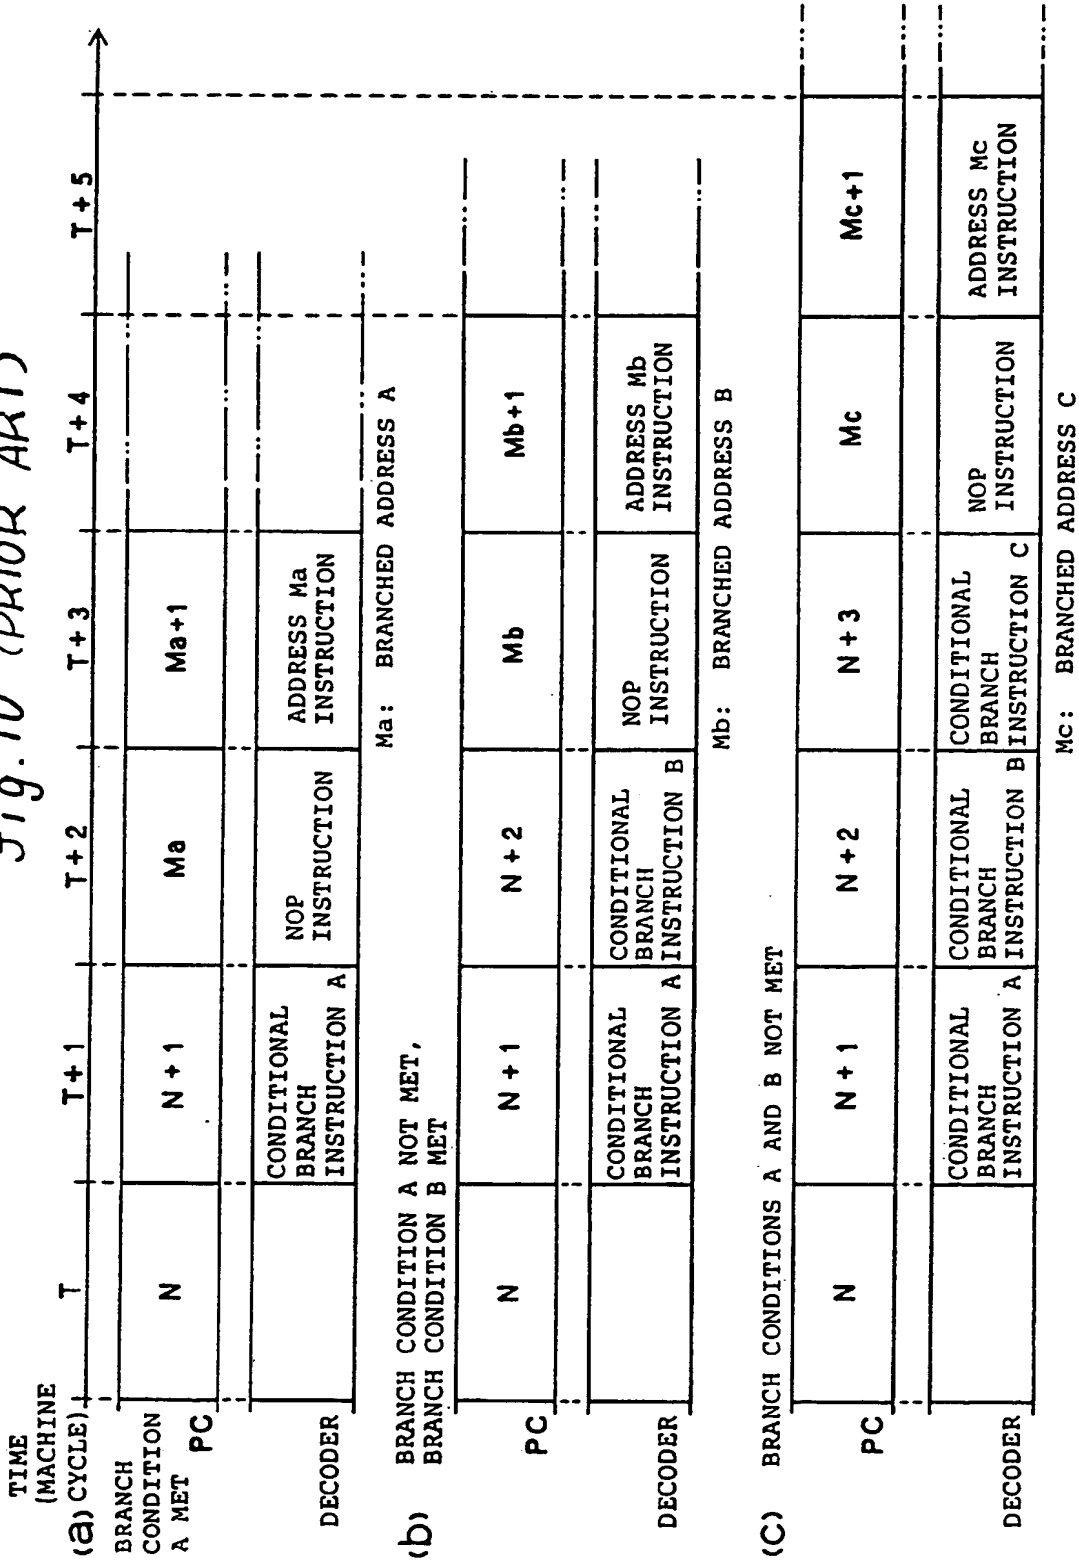 Fig. 10 (PRIOR ART)
TIME
(MACHINE
CYCLE)
T
T+1
T+2
T+3
T+4
T+5
(a)
BRANCH
CONDITION
A MET
PC
N
N+1
Ma
Ma+1
DECODER
CONDITIONAL
BRANCH
INSTRUCTION A
NOP
INSTRUCTION
ADDRESS Ma
INSTRUCTION
Ma: BRANCHED ADDRESS A
(b)
BRANCH CONDITION A NOT MET,
BRANCH CONDITION B MET
PC
N
N+1
N+2
Mb
Mb+1
DECODER
CONDITIONAL
BRANCH
INSTRUCTION A
CONDITIONAL
BRANCH
INSTRUCTION B
NOP
INSTRUCTION
ADDRESS Mb
INSTRUCTION
Mb: BRANCHED ADDRESS B
(C)
BRANCH CONDITIONS A AND B NOT MET
PC
N
N+1
N+2
N+3
Mc
Mc+1
DECODER
CONDITIONAL
BRANCH
INSTRUCTION A
CONDITIONAL
BRANCH
INSTRUCTION B
CONDITIONAL
BRANCH
INSTRUCTION C
NOP
INSTRUCTION
ADDRESS Mc
INSTRUCTION
Mc: BRANCHED ADDRESS C